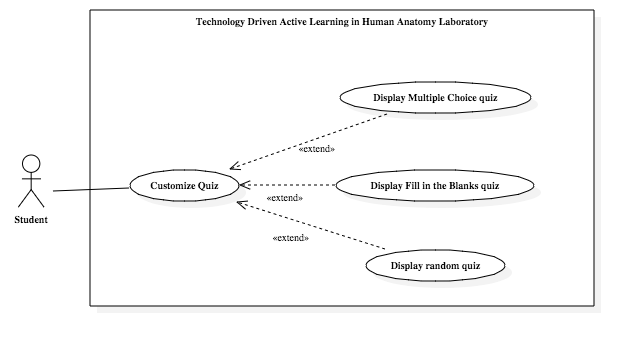 Technology Driven Active Learning in Human Anatomy Laboratory
Display Multiple Choice quiz
«extend»
Customize Quiz
Display Fill in the Blanks quiz
«extend»
Student
«extend»
Display random quiz